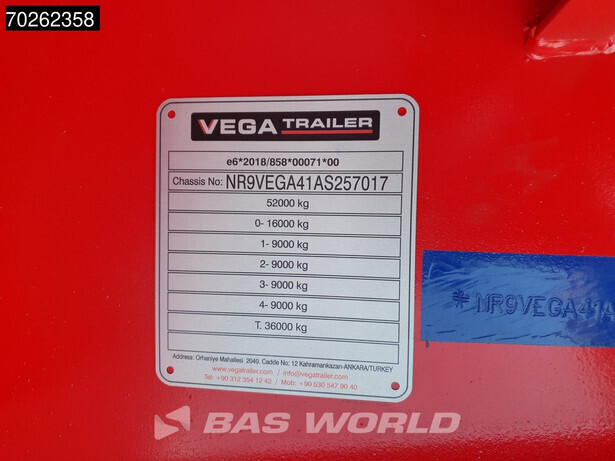 70262358
VEGA TRAILER
e6*2018/858*00071*00
Chassis No: NR9VEGA41AS257017
52000 kg
0- 16000 kg
1- 9000 kg
2- 9000 kg
3- 9000 kg
4- 9000 kg
T. 36000 kg
* NR9VEGA41A
Address: Orhaniye Mahallesi 2040. Cadde No: 12 Kahramankazan-ANKARA/TURKEY
www.vegatrailer.com / info@vegatrailer.com
Tel: +90 312 354 12 42 / Mob: +90 530 547 90 40
BAS WORLD